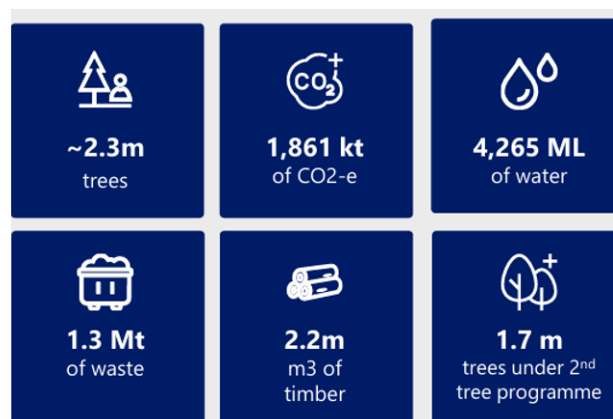 ~2.3m
trees
CO2+
1,861 kt
of CO2-e
4,265 ML
of water
1.3 Mt
of waste
2.2m
m3 of
timber
1.7 m
trees under 2nd
tree programme